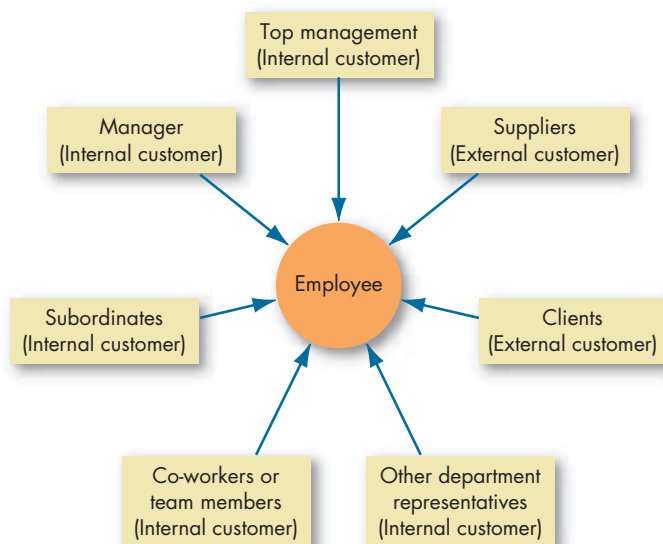 Top management
(Internal customer)
Manager
(Internal customer)
Suppliers
(External customer)
Employee
Subordinates
(Internal customer)
Clients
(External customer)
Co-workers or
team members
(Internal customer)
Other department
representatives
(Internal customer)